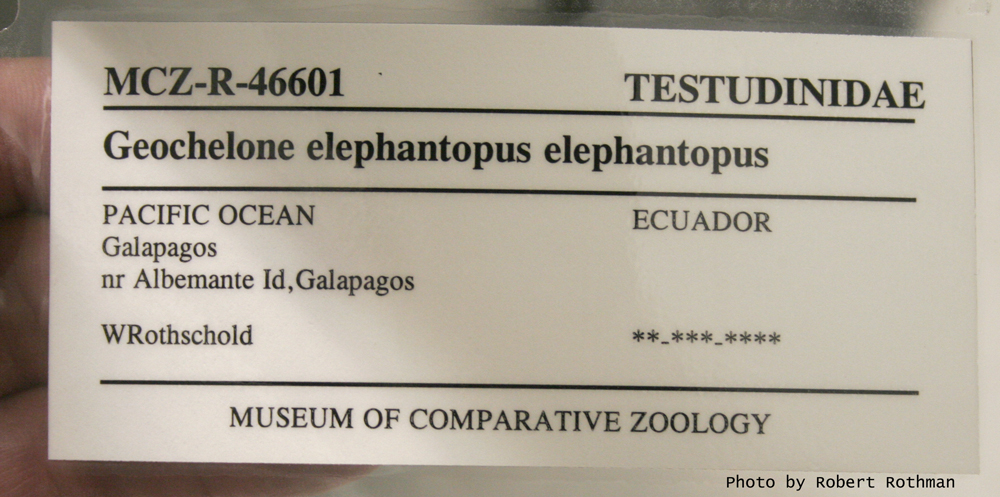 MCZ-R-46601 TESTUDINIDAE
Geochelone elephantopus elephantopus
PACIFIC OCEAN ECUADOR
Galapagos
nr Albemante Id,Galapagos
WRothschold **-***-****
MUSEUM OF COMPARATIVE ZOOLOGY
Photo by Robert Rothman